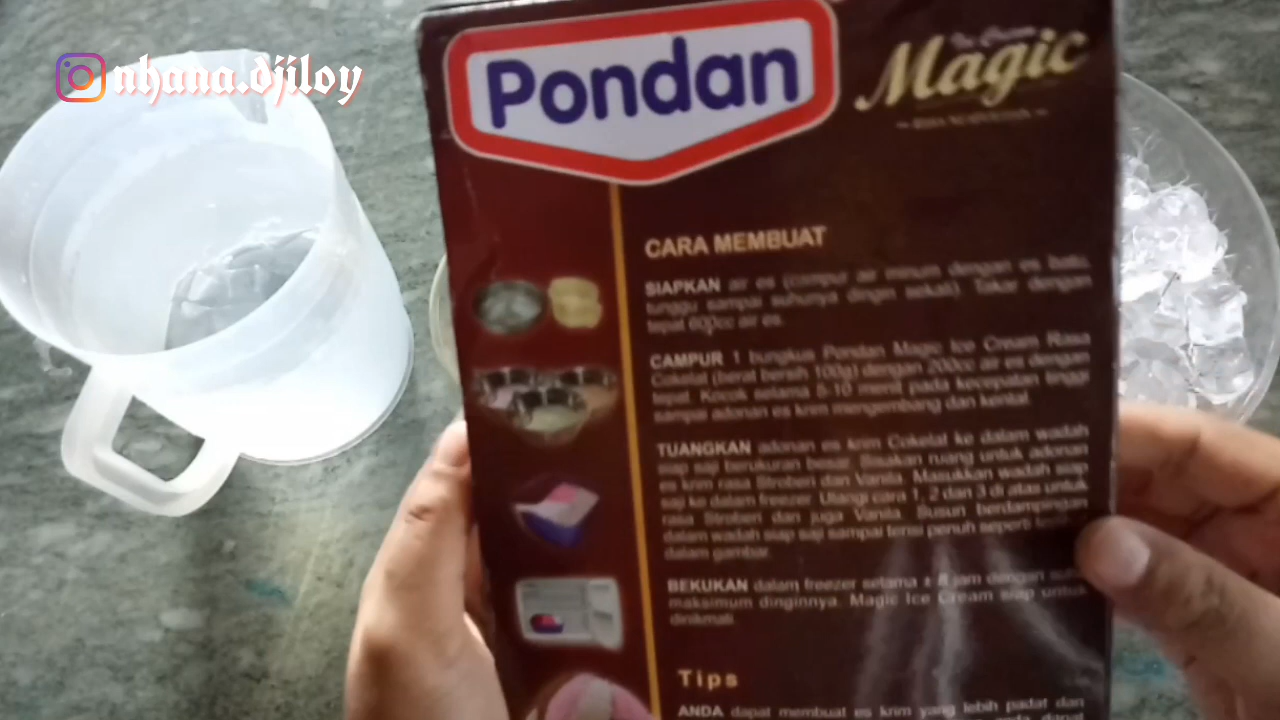 nhana.djiloy
Pondan
Ice Cream
Magic
CARA MEMBUAT
SIAPKAN air es (campur air minum dengan es batu,
tunggu sampai suhunya dingin sekali). Takar dengan
tepat 600cc air es.
CAMPUR 1 bungkus Pondan Magic Ice Cream Rasa
Cokelat (berat bersih 100g) dengan 200cc air es dengan
tepat. Kocok selama 5-10 menit pada kecepatan tinggi
sampai adonan es krim mengembang dan kental.
TUANGKAN adonan es krim Cokelat ke dalam wadah
siap saji berukuran besar. Sisakan ruang untuk adonan
es krim rasa Stroberi dan Vanila. Masukkan wadah siap
saji ke dalam freezer. Ulangi cara 1, 2 dan 3 di atas untuk
rasa Stroberi dan juga Vanila. Susun berdampingan
dalam wadah siap saji sampai terisi penuh seperti
dalam gambar.
BEKUKAN dalam freezer selama ± 8 jam dengan
maksimum dinginnya. Magic Ice Cream siap untuk
dinikmati.
Tips
ANDA dapat membuat es krim yang lebih padat dan